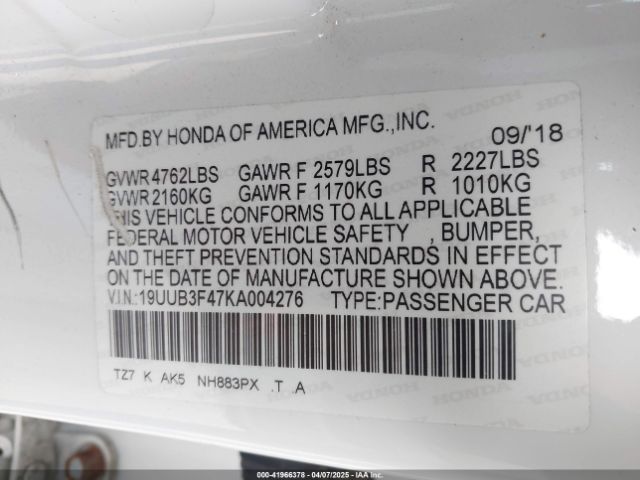 MFD.BY HONDA OF AMERICA MFG.,INC. 09/'18
GVWR 4762LBS GAWR F 2579LBS R 2227LBS
GVWR 2160KG GAWR F 1170KG R 1010KG
THIS VEHICLE CONFORMS TO ALL APPLICABLE
FEDERAL MOTOR VEHICLE SAFETY , BUMPER,
AND THEFT PREVENTION STANDARDS IN EFFECT
ON THE DATE OF MANUFACTURE SHOWN ABOVE.
V.I.N.:19UUB3F47KA004276 TYPE:PASSENGER CAR
TZ7 K AK5 NH883PX .T .A
000-41966378 - 04/07/2025 - IAA Inc.